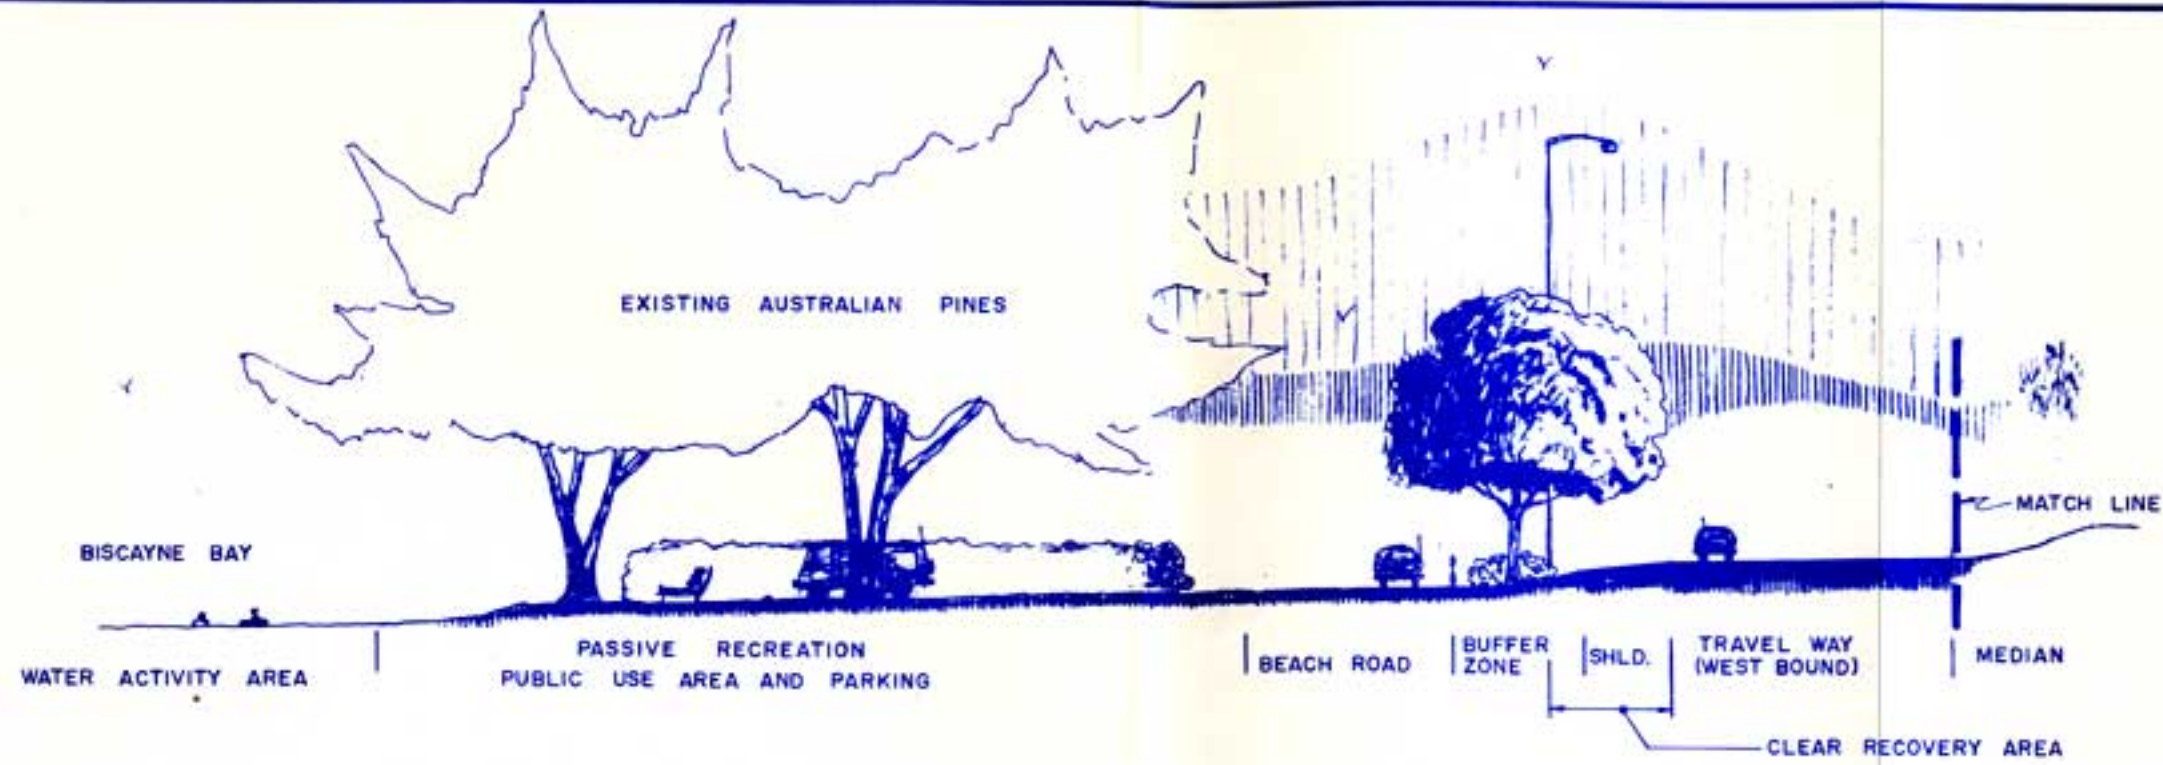 EXISTING AUSTRALIAN PINES
MATCH LINE
BISCAYNE BAY
WATER ACTIVITY AREA
PASSIVE RECREATION
PUBLIC USE AREA AND PARKING
BEACH ROAD
BUFFER
ZONE
SHLD.
TRAVEL WAY
(WEST BOUND)
MEDIAN
CLEAR RECOVERY AREA